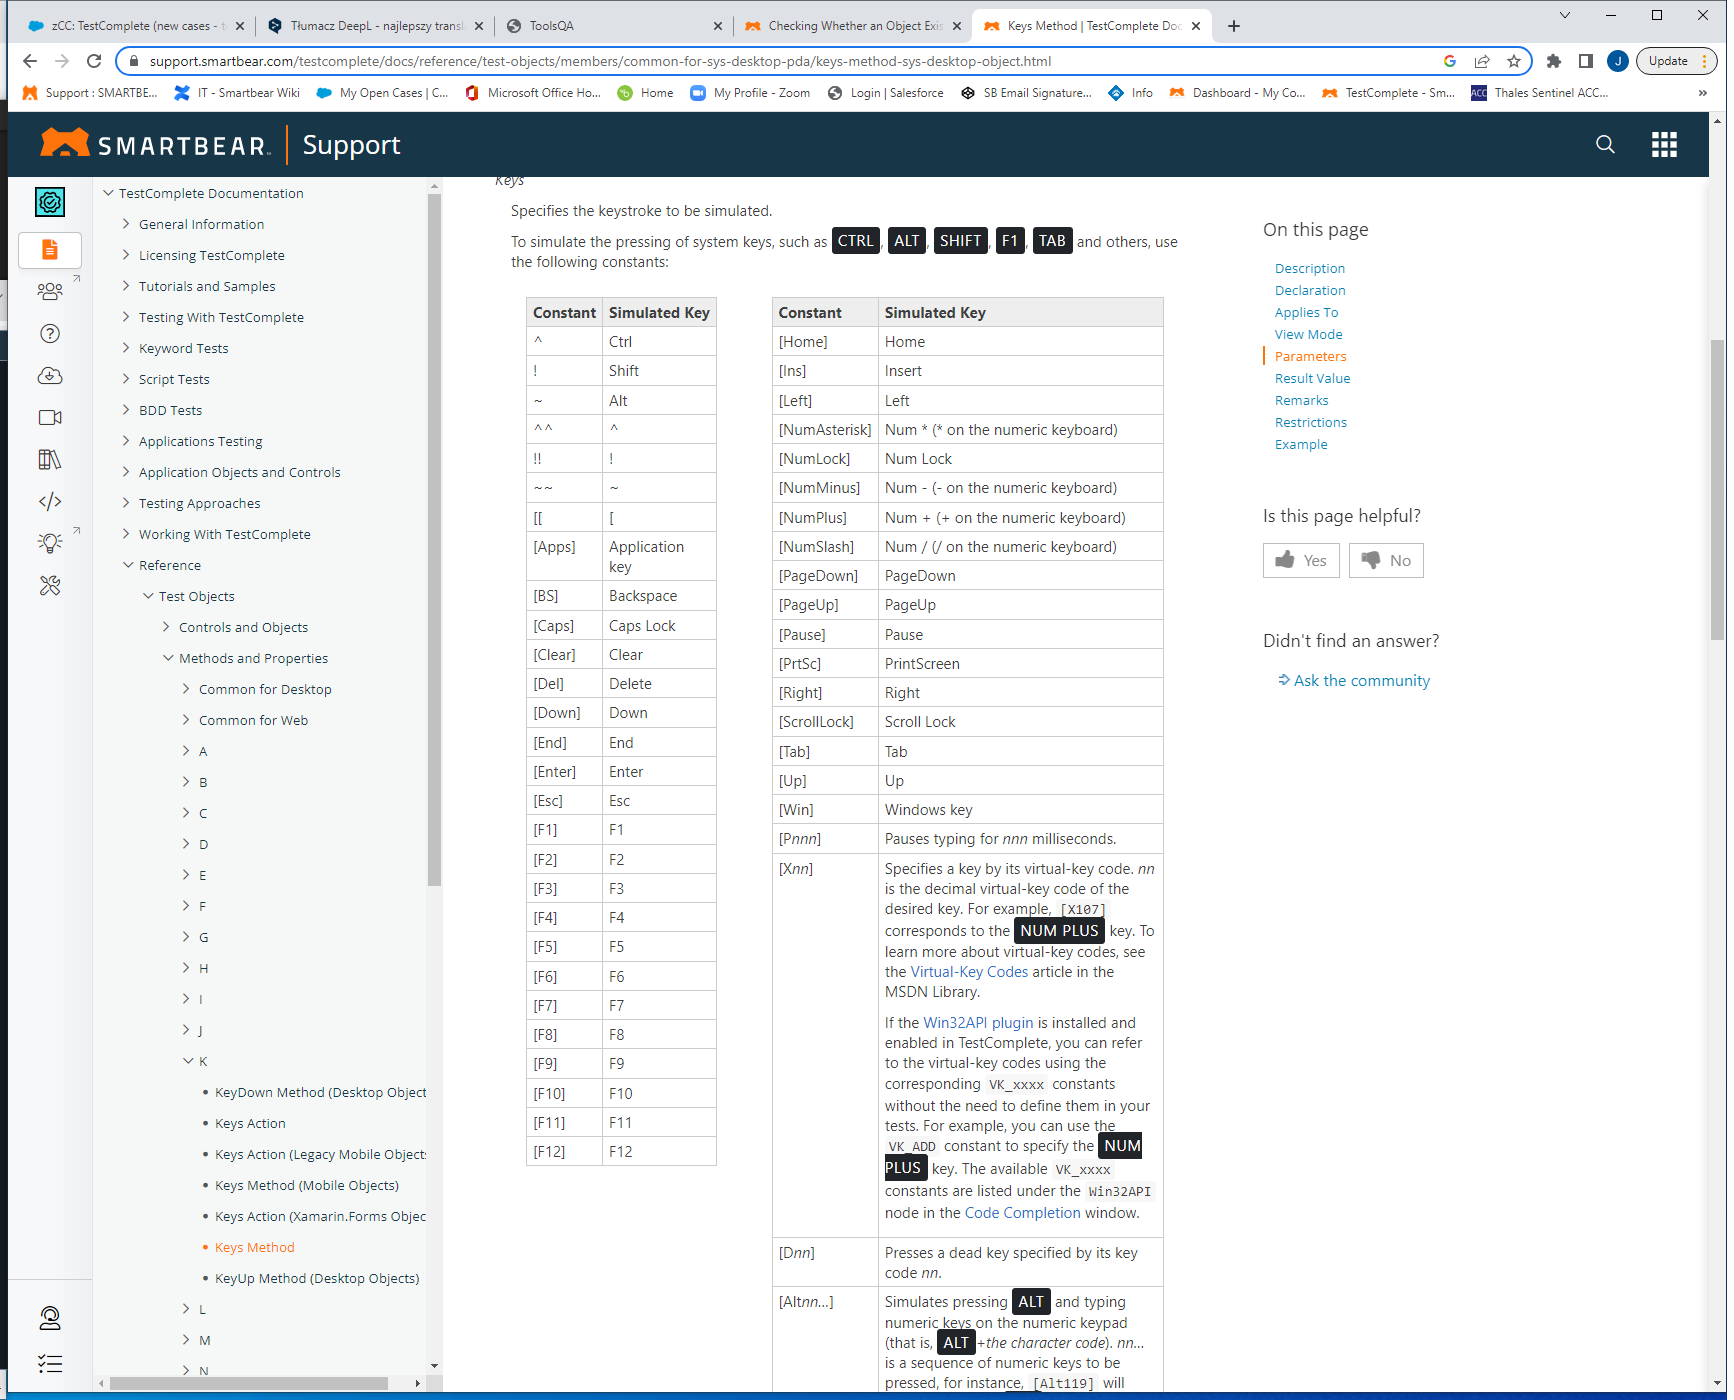 zCC: TestComplete (new cases - t
Tłumacz DeepL - najlepszy transl
ToolsQA
Checking Whether an Object Exis
Keys Method | TestComplete Doc
support.smartbear.com/testcomplete/docs/reference/test-objects/members/common-for-sys-desktop-pda/keys-method-sys-desktop-object.html
J
Update
Support : SMARTBE...
IT - Smartbear Wiki
My Open Cases | C...
Microsoft Office Ho...
Home
My Profile - Zoom
Login | Salesforce
SB Email Signature...
Info
Dashboard - My Co...
TestComplete - Sm...
ACC
Thales Sentinel ACC...
»
SMARTBEAR
Support
TestComplete Documentation
General Information
Licensing TestComplete
Tutorials and Samples
Testing With TestComplete
Keyword Tests
Script Tests
BDD Tests
Applications Testing
Application Objects and Controls
Testing Approaches
Working With TestComplete
Reference
Test Objects
Controls and Objects
Methods and Properties
Common for Desktop
Common for Web
A
B
C
D
E
F
G
H
I
J
K
• KeyDown Method (Desktop Object
• Keys Action
• Keys Action (Legacy Mobile Objects
• Keys Method (Mobile Objects)
• Keys Action (Xamarin.Forms Objec
• Keys Method
• KeyUp Method (Desktop Objects)
L
M
N
Keys
Specifies the keystroke to be simulated.
To simulate the pressing of system keys, such as CTRL, ALT, SHIFT, F1, TAB and others, use
the following constants:
Constant Simulated Key
^ Ctrl
! Shift
~ Alt
^^ ^
!! !
~~ ~
[[ [
[Apps] Application
key
[BS] Backspace
[Caps] Caps Lock
[Clear] Clear
[Del] Delete
[Down] Down
[End] End
[Enter] Enter
[Esc] Esc
[F1] F1
[F2] F2
[F3] F3
[F4] F4
[F5] F5
[F6] F6
[F7] F7
[F8] F8
[F9] F9
[F10] F10
[F11] F11
[F12] F12
Constant Simulated Key
[Home] Home
[Ins] Insert
[Left] Left
[NumAsterisk] Num * (* on the numeric keyboard)
[NumLock] Num Lock
[NumMinus] Num - (- on the numeric keyboard)
[NumPlus] Num + (+ on the numeric keyboard)
[NumSlash] Num / (/ on the numeric keyboard)
[PageDown] PageDown
[PageUp] PageUp
[Pause] Pause
[PrtSc] PrintScreen
[Right] Right
[ScrollLock] Scroll Lock
[Tab] Tab
[Up] Up
[Win] Windows key
[Pnnn] Pauses typing for nnn milliseconds.
[Xnn] Specifies a key by its virtual-key code. nn
is the decimal virtual-key code of the
desired key. For example, [X107]
corresponds to the NUM PLUS key. To
learn more about virtual-key codes, see
the Virtual-Key Codes article in the
MSDN Library.
If the Win32API plugin is installed and
enabled in TestComplete, you can refer
to the virtual-key codes using the
corresponding VK_xxxx constants
without the need to define them in your
tests. For example, you can use the
VK_ADD constant to specify the NUM
PLUS key. The available VK_xxxx
constants are listed under the Win32API
node in the Code Completion window.
[Dnn] Presses a dead key specified by its key
code nn.
[Altnn...] Simulates pressing ALT and typing
numeric keys on the numeric keypad
(that is, ALT +the character code). nn...
is a sequence of numeric keys to be
pressed, for instance, [Alt119] will
On this page
Description
Declaration
Applies To
View Mode
Parameters
Result Value
Remarks
Restrictions
Example
Is this page helpful?
Yes
No
Didn't find an answer?
Ask the community